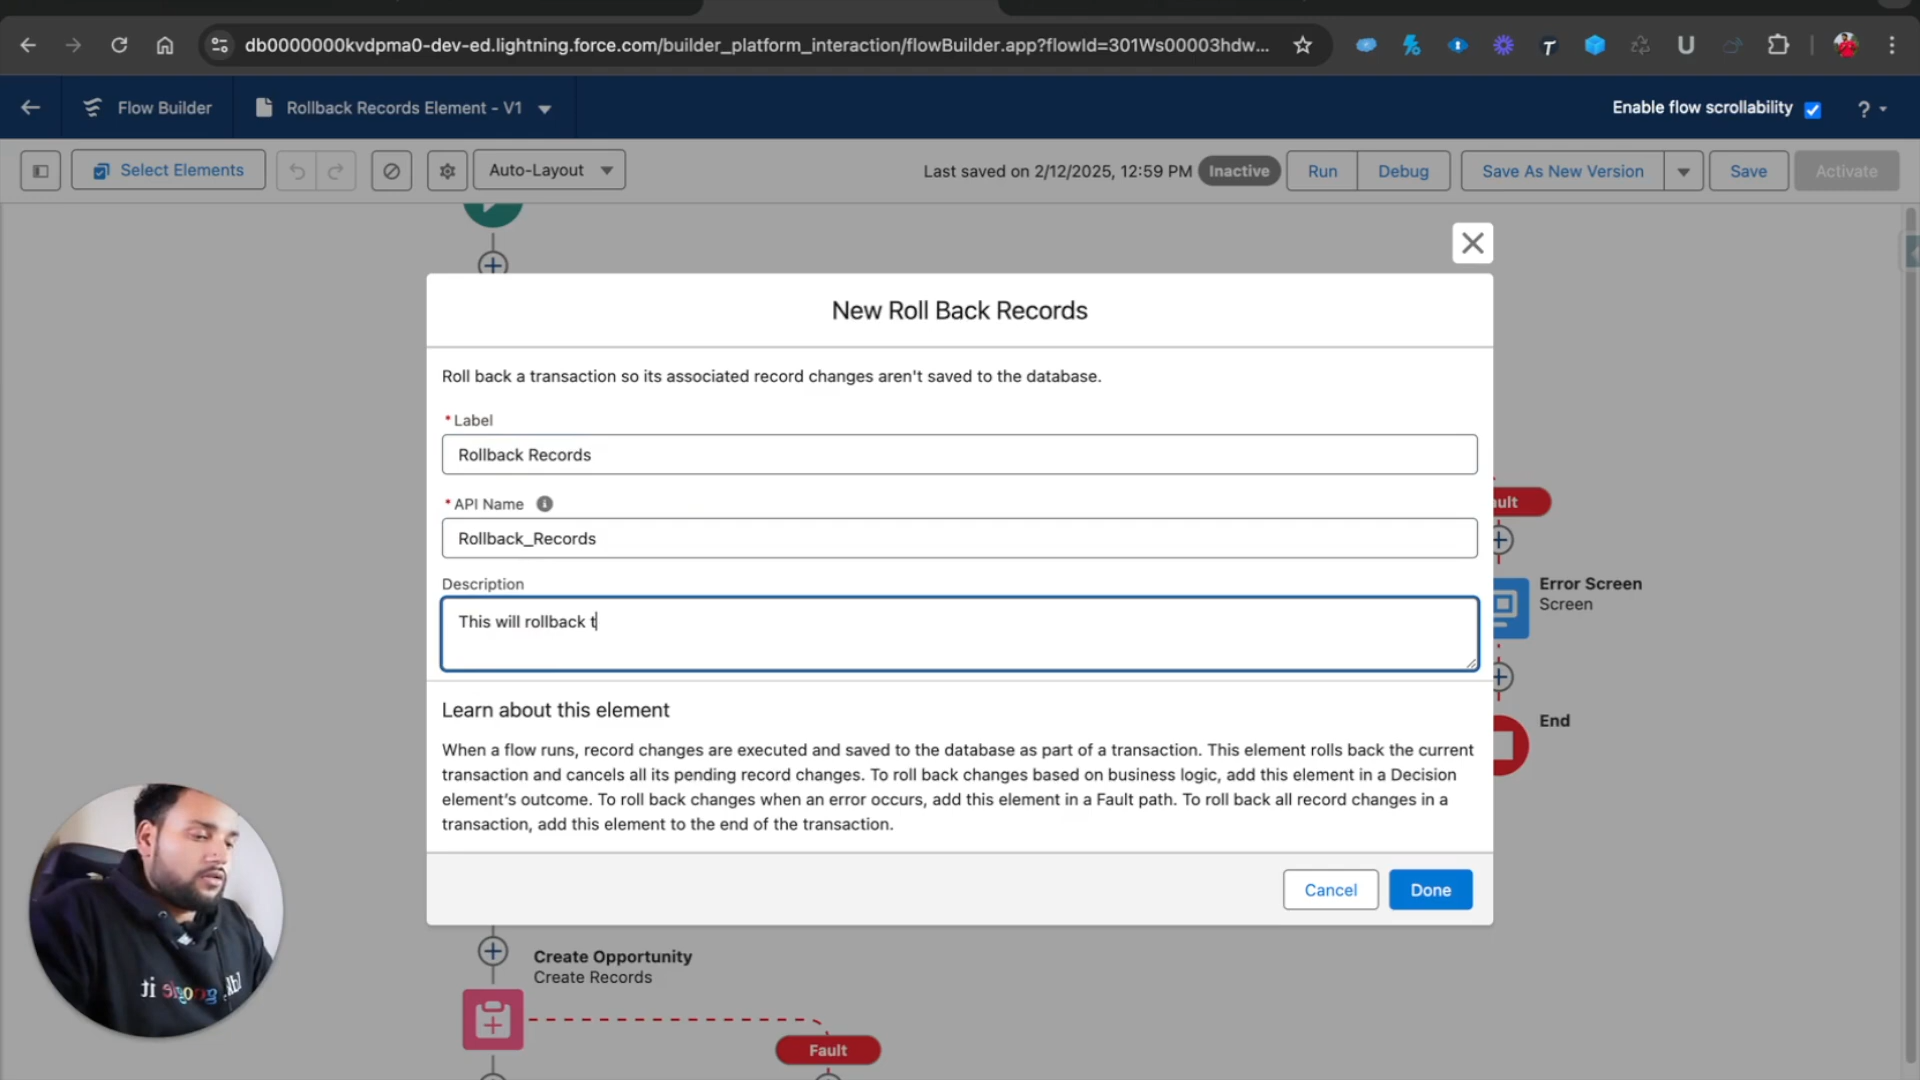 db0000000kvdpma0-dev-ed.lightning.force.com/builder_platform_interaction/flowBuilder.app?flowId=301Ws00003hdw...
Flow Builder
Rollback Records Element - V1
Enable flow scrollability
?
Select Elements
Auto-Layout
Last saved on 2/12/2025, 12:59 PM
Inactive
Run
Debug
Save As New Version
Save
Activate
New Roll Back Records
Roll back a transaction so its associated record changes aren't saved to the database.
* Label
Rollback Records
* API Name
Rollback_Records
Description
This will rollback t
Learn about this element
When a flow runs, record changes are executed and saved to the database as part of a transaction. This element rolls back the current
transaction and cancels all its pending record changes. To roll back changes based on business logic, add this element in a Decision
element's outcome. To roll back changes when an error occurs, add this element in a Fault path. To roll back all record changes in a
transaction, add this element to the end of the transaction.
Cancel
Done
ult
Error Screen
Screen
End
Create Opportunity
Create Records
Fault
google it